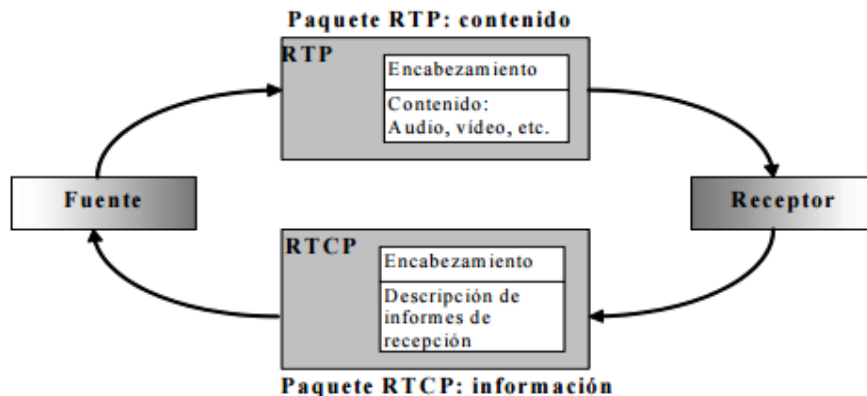 Paquete RTP: contenido
RTP
Encabezamiento
Contenido:
Audio, vídeo, etc.
Fuente
Receptor
RTCP
Encabezamiento
Descripción de
informes de
recepción
Paquete RTCP: información